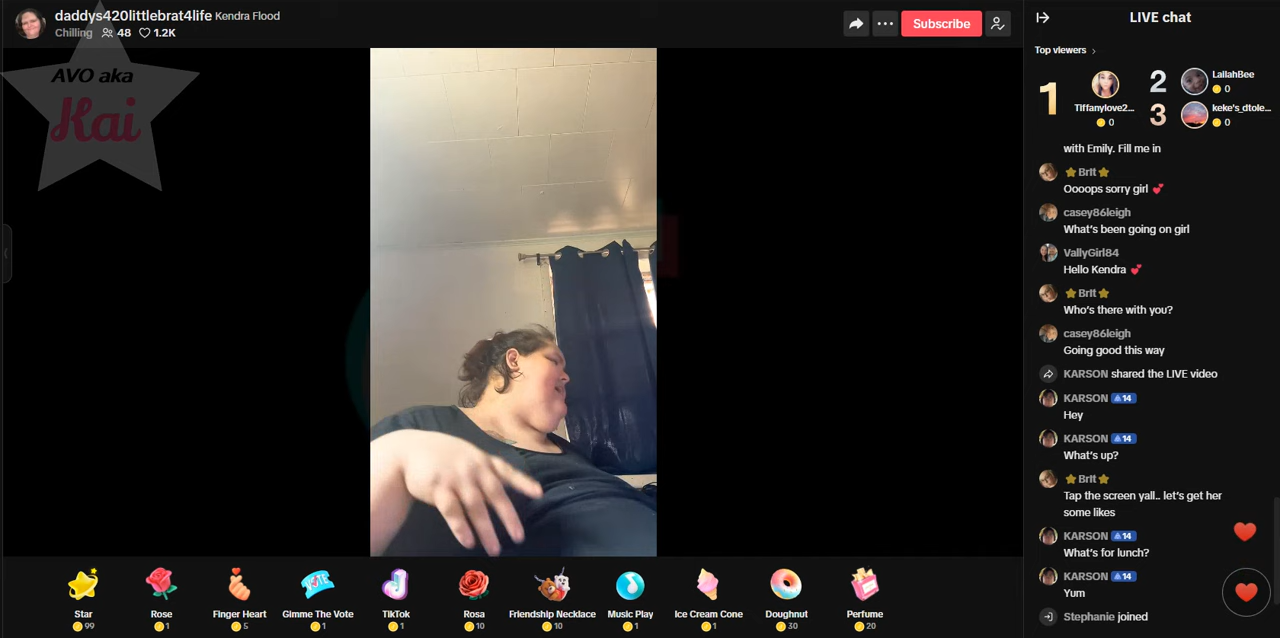 daddys420littlebrat4life Kendra Flood
Chilling 48 1.2K
Subscribe
AVO aka
Kai
LIVE chat
Top viewers >
1 Tiffanylove2... 0
2 LailahBee 0
3 keke's_dtole... 0
with Emily. Fill me in
⭐ Brit ⭐
Oooops sorry girl 💕
casey86leigh
What's been going on girl
VallyGirl84
Hello Kendra 💕
⭐ Brit ⭐
Who's there with you?
casey86leigh
Going good this way
KARSON shared the LIVE video
KARSON 14
Hey
KARSON 14
What's up?
⭐ Brit ⭐
Tap the screen yall.. let's get her
some likes
KARSON 14
What's for lunch?
KARSON 14
Yum
Stephanie joined
VOTE
Star Rose Finger Heart Gimme The Vote TikTok Rosa Friendship Necklace Music Play Ice Cream Cone Doughnut Perfume
99 1 5 1 1 10 10 1 1 30 20